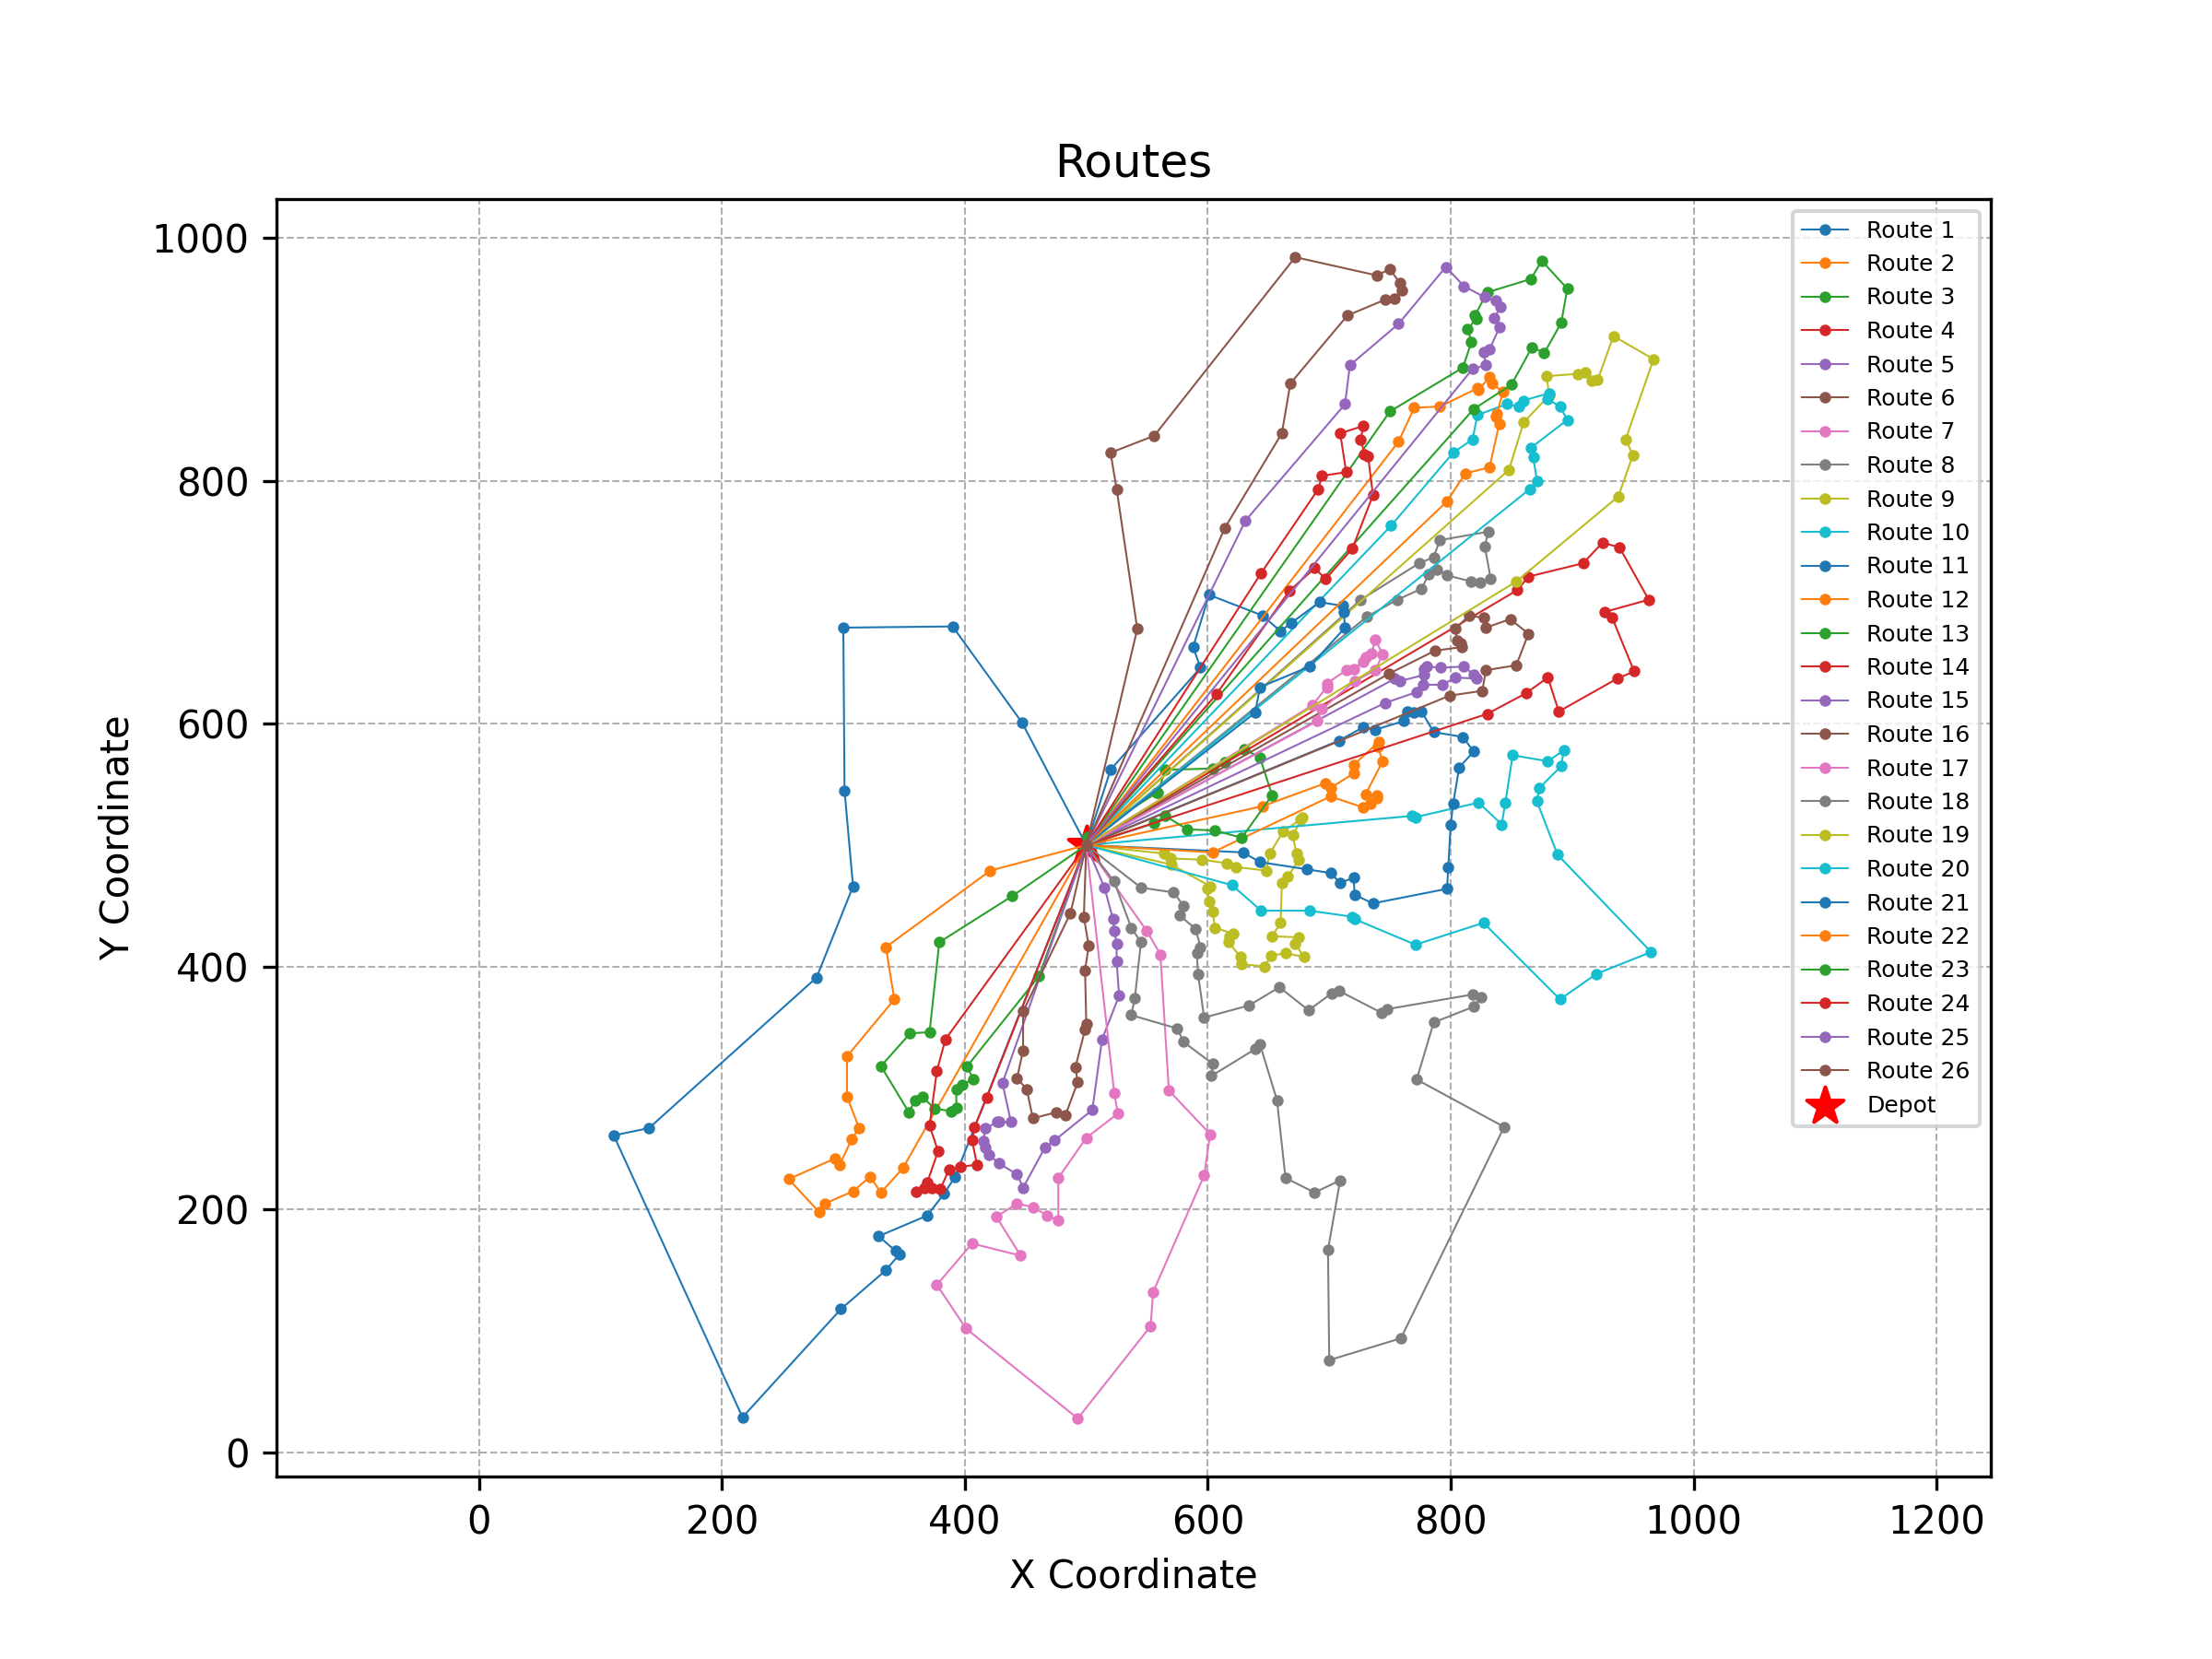 Routes
Y Coordinate
1000
800
600
400
200
0
0 200 400 600 800 1000 1200
X Coordinate
Route 1
Route 2
Route 3
Route 4
Route 5
Route 6
Route 7
Route 8
Route 9
Route 10
Route 11
Route 12
Route 13
Route 14
Route 15
Route 16
Route 17
Route 18
Route 19
Route 20
Route 21
Route 22
Route 23
Route 24
Route 25
Route 26
Depot